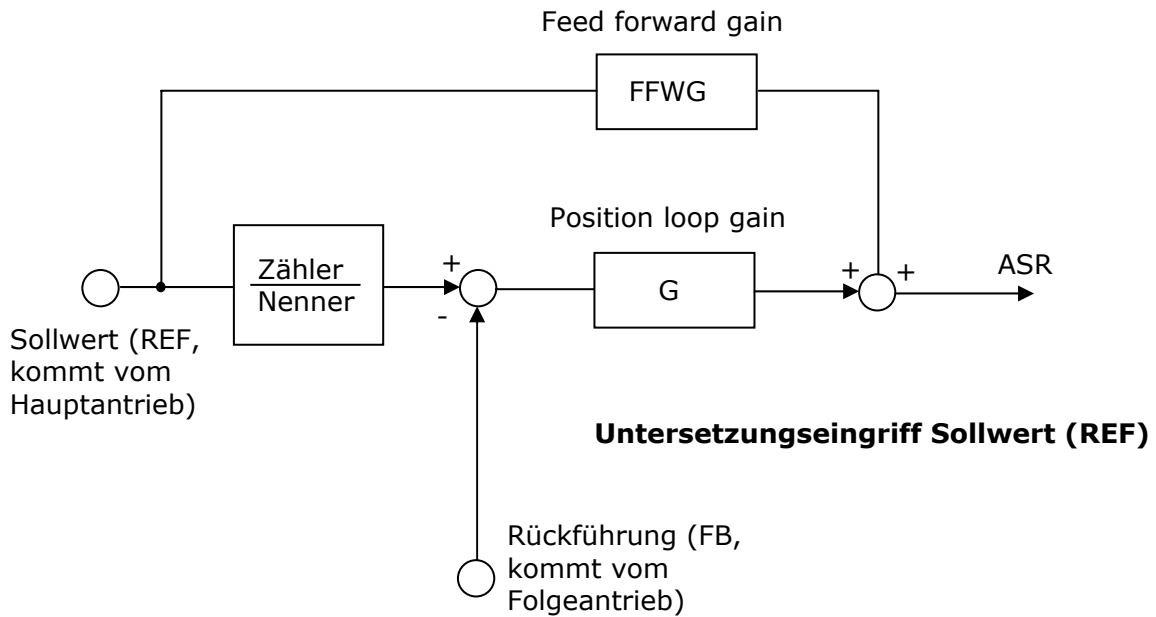 Feed forward gain
FFWG
Position loop gain
Zähler
Nenner
+
-
G
+
+
ASR
Sollwert (REF,
kommt vom
Hauptantrieb)
Untersetzungseingriff Sollwert (REF)
Rückführung (FB,
kommt vom
Folgeantrieb)